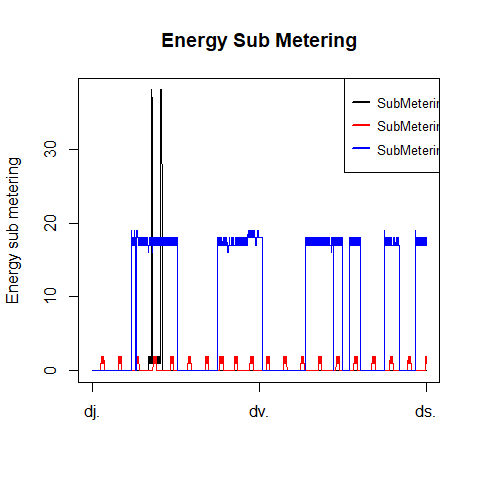 Energy Sub Metering
Energy sub metering
30
20
10
0
SubMeterin
SubMeterin
SubMeterin
dj.
dv.
ds.